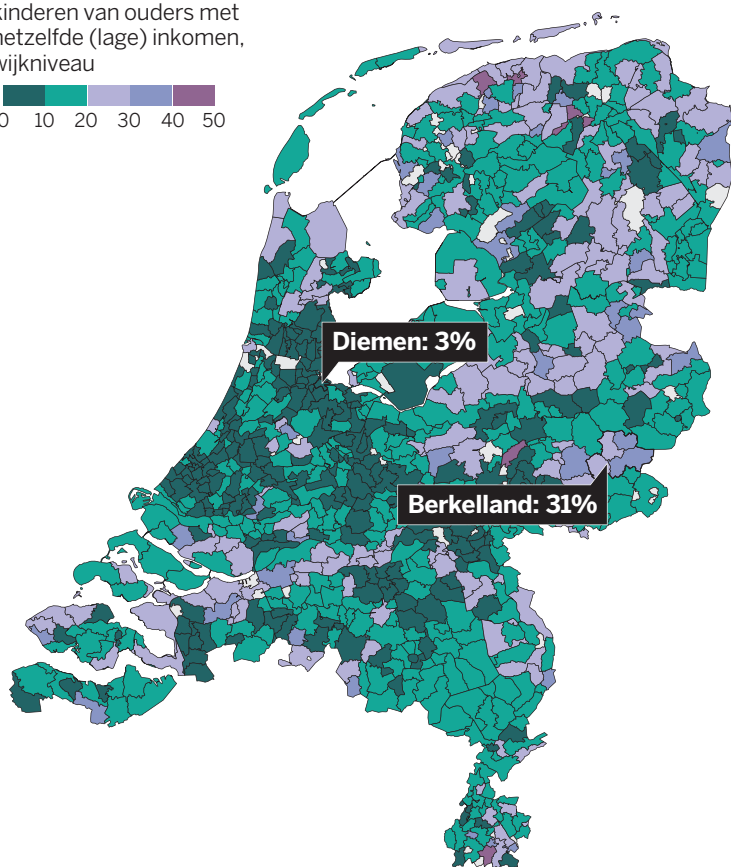 kinderen van ouders met
hetzelfde (lage) inkomen,
wijkniveau
0 10 20 30 40 50
Diemen: 3%
Berkelland: 31%